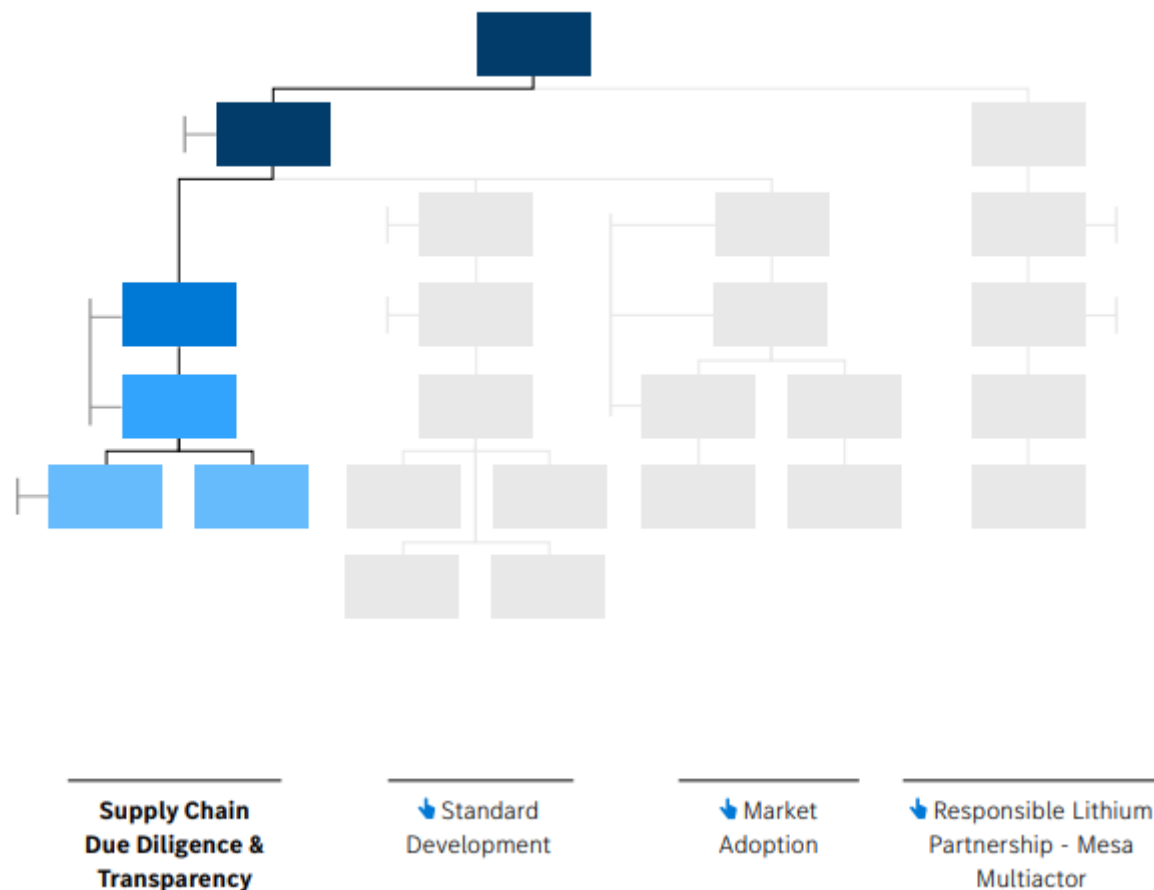 Supply Chain
Due Diligence &
Transparency
Standard
Development
Market
Adoption
Responsible Lithium
Partnership - Mesa
Multiactor